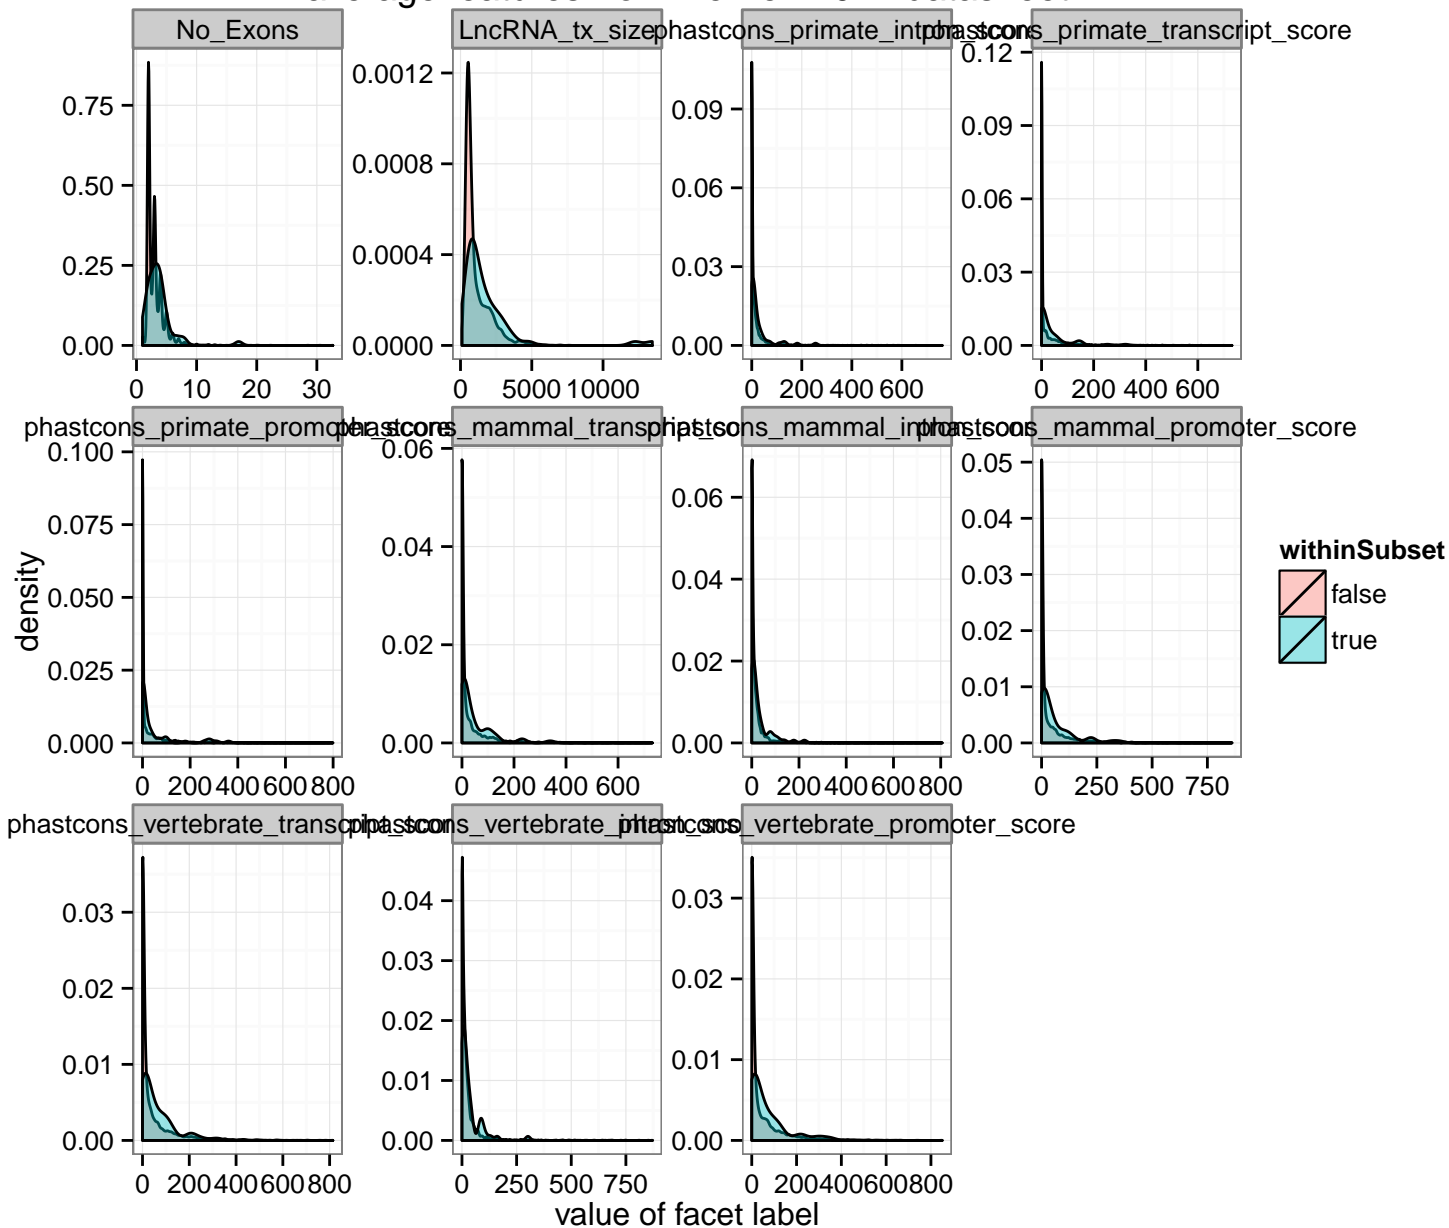 No_Exons
LncRNA_tx_size
phastcons_primate_intron_score
phastcons_primate_transcript_score
0.75
0.50
0.25
0.00
0 10 20 30
0.0012
0.0008
0.0004
0.0000
0 5000 10000
0.09
0.06
0.03
0.00
0 200 400 600
0.12
0.09
0.06
0.03
0.00
0 200 400 600
phastcons_primate_promoter_score
phastcons_mammal_transcript_score
phastcons_mammal_intron_score
phastcons_mammal_promoter_score
0.100
0.075
0.050
0.025
0.000
0 200 400 600 800
0.06
0.04
0.02
0.00
0 200 400 600
0.06
0.04
0.02
0.00
0 200 400 600 800
0.05
0.04
0.03
0.02
0.01
0.00
0 250 500 750
phastcons_vertebrate_transcript_score
phastcons_vertebrate_intron_score
phastcons_vertebrate_promoter_score
0.03
0.02
0.01
0.00
0 200 400 600 800
0.04
0.03
0.02
0.01
0.00
0 250 500 750
0.03
0.02
0.01
0.00
0 200 400 600 800
density
value of facet label
withinSubset
false
true